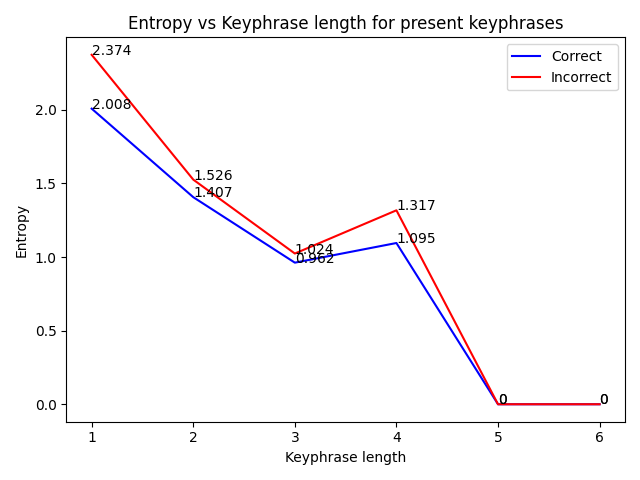 Entropy vs Keyphrase length for present keyphrases
Correct
Incorrect
2.374
2.008
1.526
1.407
1.024
0.962
1.317
1.095
0
0
0
0
Entropy
2.0
1.5
1.0
0.5
0.0
1 2 3 4 5 6
Keyphrase length